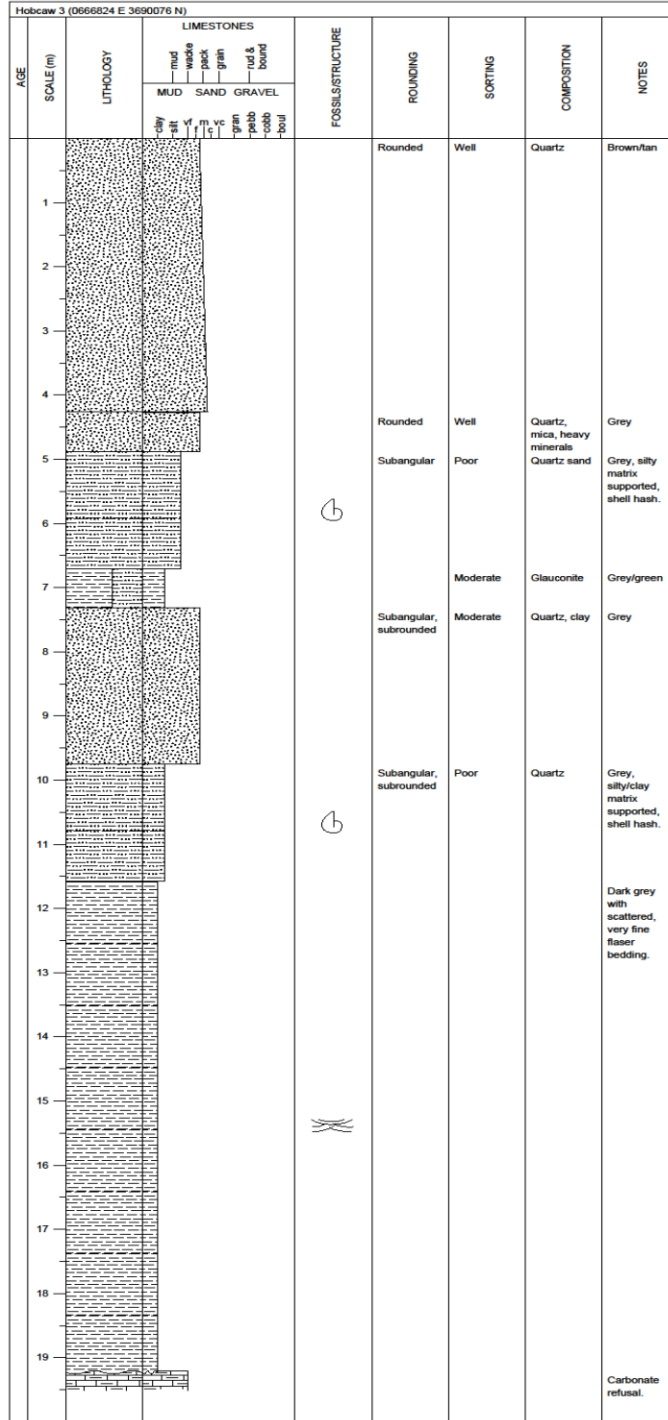 Hobcaw 3 (0666824 E 3690076 N)
AGE
SCALE (m)
LITHOLOGY
LIMESTONES
mud
wacke
pack
grain
rud &
bound
MUD SAND GRAVEL
clay
silt
vf
f
m
c
vc
gran
pebb
cobb
boul
FOSSILS/STRUCTURE
ROUNDING
SORTING
COMPOSITION
NOTES
Rounded Well Quartz Brown/tan
1
2
3
4
Rounded Well Quartz, Grey
mica, heavy
minerals
5
Subangular Poor Quartz sand Grey, silty
matrix
supported,
shell hash.
6
7
Moderate Glauconite Grey/green
Subangular, Moderate Quartz, clay Grey
subrounded
8
9
10
Subangular, Poor Quartz Grey,
subrounded silty/clay
matrix
supported,
shell hash.
11
12
Dark grey
with
scattered,
very fine
flaser
bedding.
13
14
15
16
17
18
19
Carbonate
refusal.